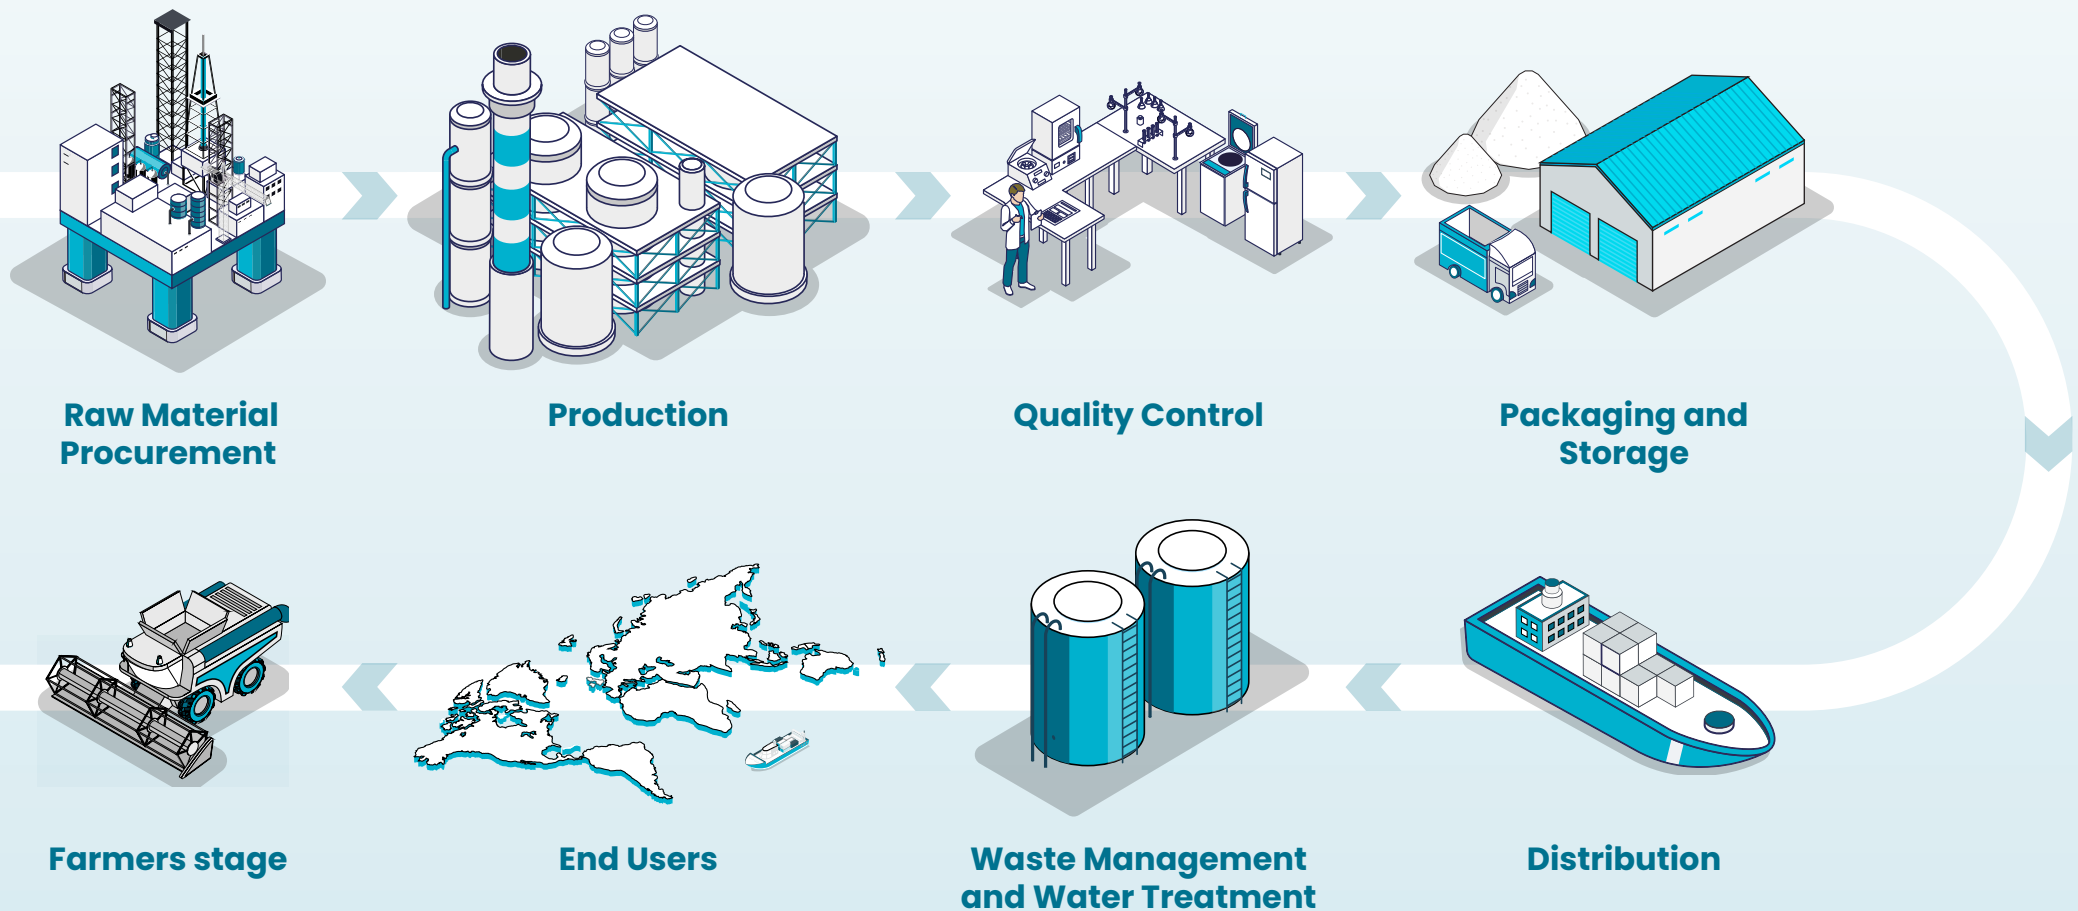 Raw Material
Procurement
Production
Quality Control
Packaging and
Storage
Farmers stage
End Users
Waste Management
and Water Treatment
Distribution